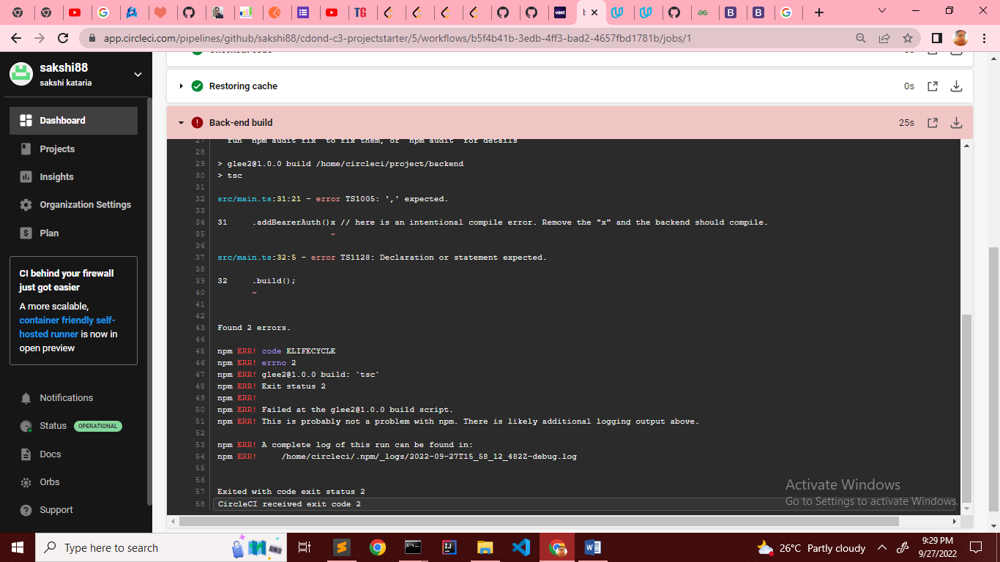 TG
voot
app.circleci.com/pipelines/github/sakshi88/cdond-c3-projectstarter/5/workflows/b5f4b41b-3edb-4ff3-bad2-4657fbd1781b/jobs/1
sakshi88
sakshi kataria
Dashboard
Projects
Insights
Organization Settings
Plan
CI behind your firewall
just got easier
A more scalable,
container friendly self-
hosted runner is now in
open preview
Notifications
Status OPERATIONAL
Docs
Orbs
Support
Checkout code 0s
Restoring cache 0s
Back-end build 25s
27 run `npm audit fix` to fix them, or `npm audit` for details
28
29 > glee2@1.0.0 build /home/circleci/project/backend
30 > tsc
31
32 src/main.ts:31:21 - error TS1005: ',' expected.
33
34 31 .addBearerAuth()x // here is an intentional compile error. Remove the "x" and the backend should compile.
35 ~
36
37 src/main.ts:32:5 - error TS1128: Declaration or statement expected.
38
39 32 .build();
40 ~
41
42
43 Found 2 errors.
44
45 npm ERR! code ELIFECYCLE
46 npm ERR! errno 2
47 npm ERR! glee2@1.0.0 build: `tsc`
48 npm ERR! Exit status 2
49 npm ERR!
50 npm ERR! Failed at the glee2@1.0.0 build script.
51 npm ERR! This is probably not a problem with npm. There is likely additional logging output above.
52
53 npm ERR! A complete log of this run can be found in:
54 npm ERR! /home/circleci/.npm/_logs/2022-09-27T15_58_12_482Z-debug.log
55
56
57 Exited with code exit status 2
58 CircleCI received exit code 2
Activate Windows
Go to Settings to activate Windows.
Type here to search
26°C Partly cloudy
9:29 PM
9/27/2022